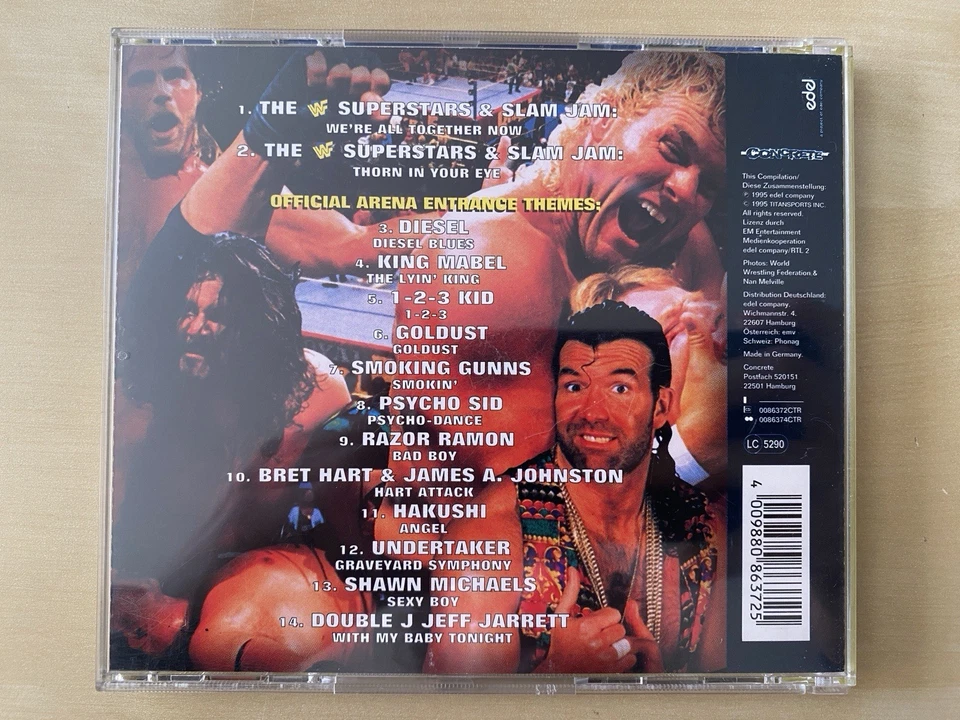 1. THE WF SUPERSTARS & SLAM JAM:
WE'RE ALL TOGETHER NOW
2. THE WF SUPERSTARS & SLAM JAM:
THORN IN YOUR EYE
OFFICIAL ARENA ENTRANCE THEMES:
3. DIESEL
DIESEL BLUES
4. KING MABEL
THE LYIN' KING
5. 1-2-3 KID
1-2-3
6. GOLDUST
GOLDUST
7. SMOKING GUNNS
SMOKIN'
8. PSYCHO SID
PSYCHO-DANCE
9. RAZOR RAMON
BAD BOY
10. BRET HART & JAMES A. JOHNSTON
HART ATTACK
11. HAKUSHI
ANGEL
12. UNDERTAKER
GRAVEYARD SYMPHONY
13. SHAWN MICHAELS
SEXY BOY
14. DOUBLE J JEFF JARRETT
WITH MY BABY TONIGHT
edel
CONCRETE
This Compilation/
Diese Zusammenstellung:
℗ 1995 edel company
© 1995 TITANSPORTS INC.
All rights reserved.
Lizenz durch
EM Entertainment
Medienkooperation
edel company/RTL 2
Photos: World
Wrestling Federation &
Nan Melville
Distribution Deutschland:
edel company.
Wichmannstr. 4.
22607 Hamburg
Österreich: emv
Schweiz: Phonag
Made in Germany.
Concrete
Postfach 520151
22501 Hamburg
0086372CTR
0086374CTR
LC 5290
4 009880 863725